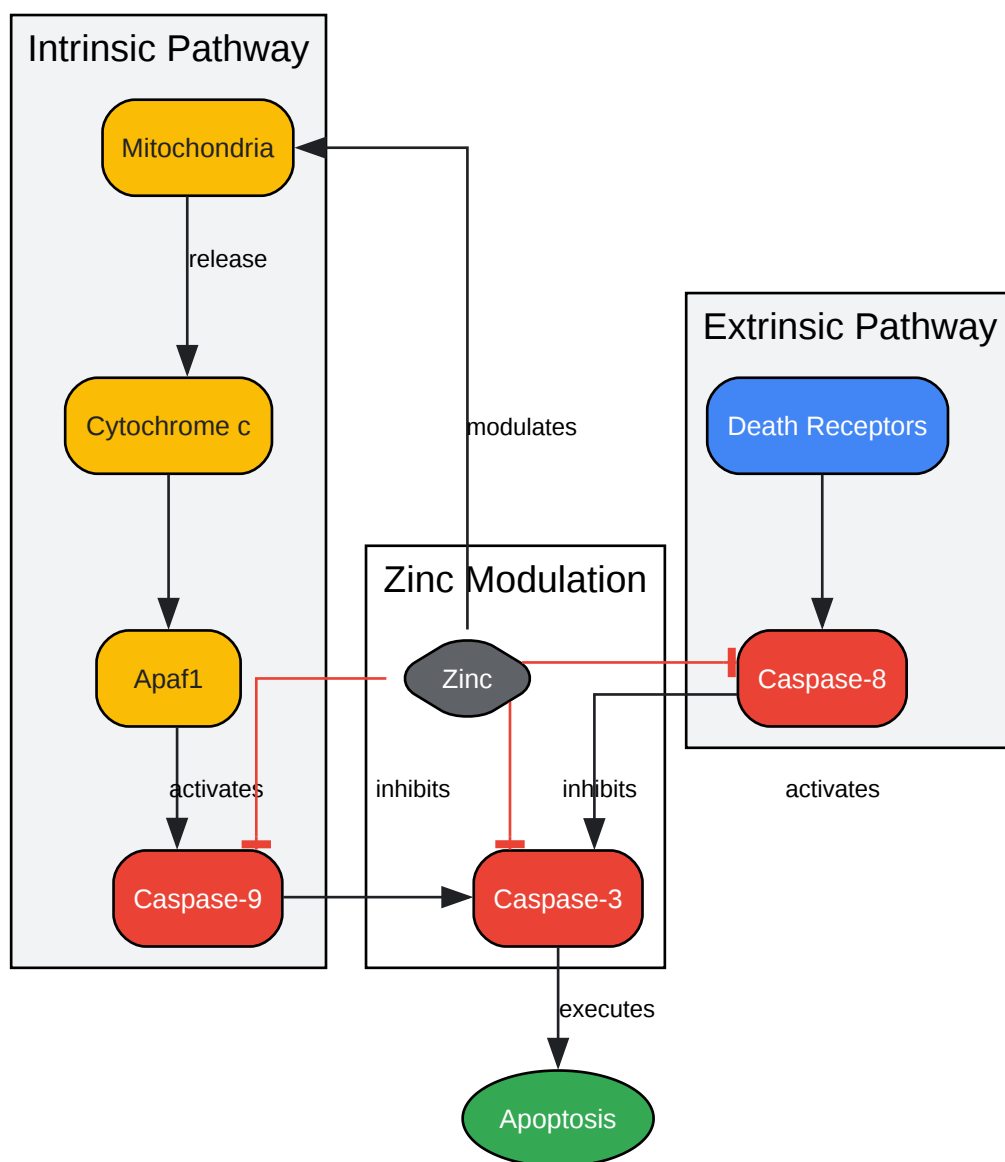 Intrinsic Pathway
Mitochondria
release
Extrinsic Pathway
Cytochrome c
modulates
Death Receptors
Zinc Modulation
Apaf1
Zinc
Caspase-8
activates
inhibits
inhibits
activates
Caspase-9
Caspase-3
executes
Apoptosis